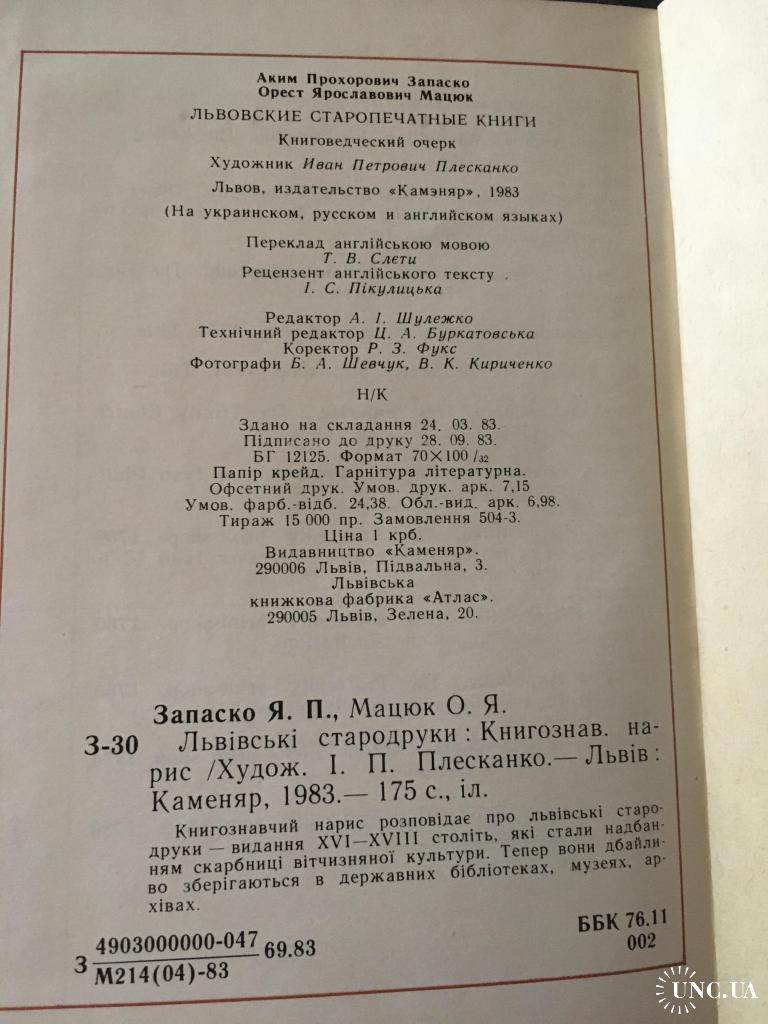 Аким Прохорович Запаско
Орест Ярославович Мацюк
ЛЬВОВСКИЕ СТАРОПЕЧАТНЫЕ КНИГИ
Книговедческий очерк
Художник Иван Петрович Плесканко
Львов, издательство «Камэняр», 1983
(На украинском, русском и английском языках)
Переклад англійською мовою
Т. В. Слєти
Рецензент англійського тексту
І. С. Пікулицька
Редактор А. І. Шулежко
Технічний редактор Ц. А. Буркатовська
Коректор Р. З. Фукс
Фотографи Б. А. Шевчук, В. К. Кириченко
Н/К
Здано на складання 24. 03. 83.
Підписано до друку 28. 09. 83.
БГ 12125. Формат 70×100/32
Папір крейд. Гарнітура літературна.
Офсетний друк. Умов. друк. арк. 7,15
Умов. фарб.-відб. 24,38. Обл.-вид. арк. 6,98.
Тираж 15 000 пр. Замовлення 504-3.
Ціна 1 крб.
Видавництво «Каменяр».
290006 Львів, Підвальна, 3.
Львівська
книжкова фабрика «Атлас».
290005 Львів, Зелена, 20.
Запаско Я. П., Мацюк О. Я.
З-30 Львівські стародруки : Книгознав. на-
рис /Худож. І. П. Плесканко.— Львів :
Каменяр, 1983.— 175 с., іл.
Книгознавчий нарис розповідає про львівські старо-
друки — видання XVI—XVIII століть, які стали надбан-
ням скарбниці вітчизняної культури. Тепер вони дбайли-
во зберігаються в державних бібліотеках, музеях, ар-
хівах.
З 4903000000-047 69.83
М214(04)-83
ББК 76.11
002
UNC.UA